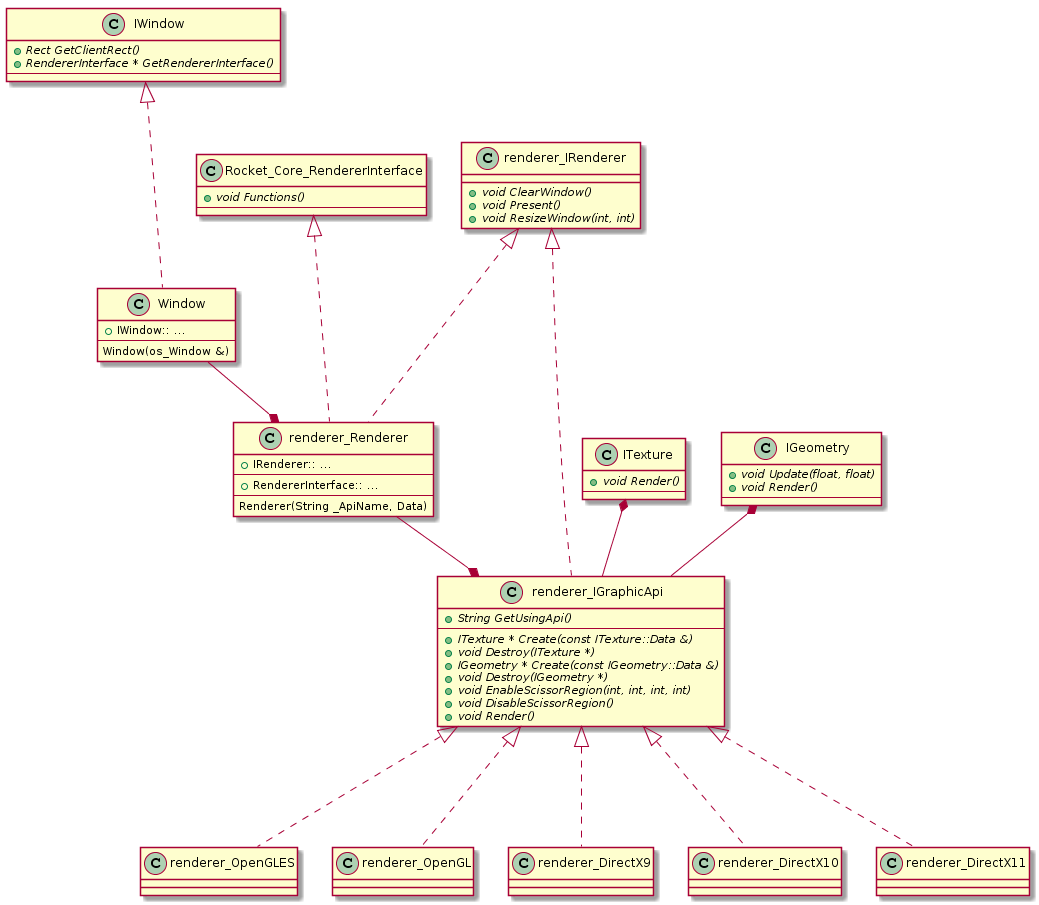 C IWindow
Rect GetClientRect()
RendererInterface * GetRendererInterface()
C Rocket_Core_RendererInterface
void Functions()
C renderer_IRenderer
void ClearWindow()
void Present()
void ResizeWindow(int, int)
C Window
IWindow:: ...
Window(os_Window &)
C renderer_Renderer
IRenderer:: ...
RendererInterface:: ...
Renderer(String _ApiName, Data)
C ITexture
void Render()
C IGeometry
void Update(float, float)
void Render()
C renderer_IGraphicApi
String GetUsingApi()
ITexture * Create(const ITexture::Data &)
void Destroy(ITexture *)
IGeometry * Create(const IGeometry::Data &)
void Destroy(IGeometry *)
void EnableScissorRegion(int, int, int, int)
void DisableScissorRegion()
void Render()
C renderer_OpenGLES
C renderer_OpenGL
C renderer_DirectX9
C renderer_DirectX10
C renderer_DirectX11